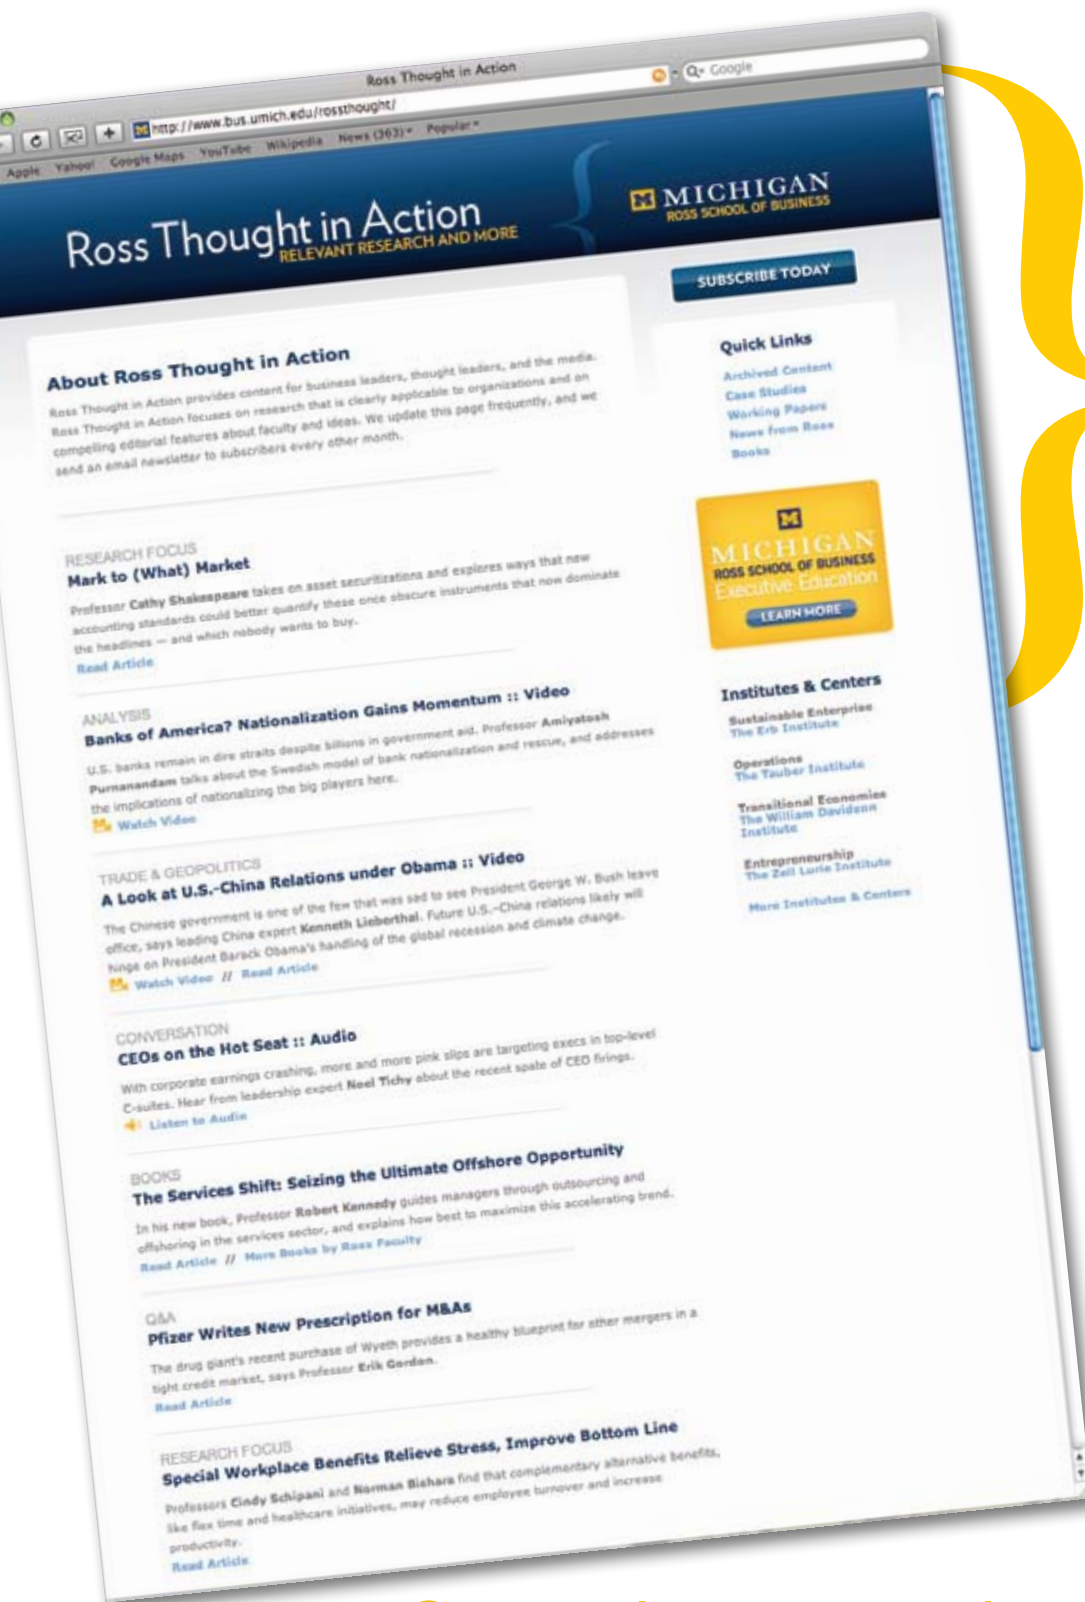 Ross Thought in Action
http://www.bus.umich.edu/rossthought/
Google
Apple Yahoo! Google Maps YouTube Wikipedia News (363) Popular
Ross Thought in Action
RELEVANT RESEARCH AND MORE
M MICHIGAN
ROSS SCHOOL OF BUSINESS
SUBSCRIBE TODAY
About Ross Thought in Action
Ross Thought in Action provides content for business leaders, thought leaders, and the media.
Ross Thought in Action focuses on research that is clearly applicable to organizations and on
compelling editorial features about faculty and ideas. We update this page frequently, and we
send an email newsletter to subscribers every other month.
RESEARCH FOCUS
Mark to (What) Market
Professor Cathy Shakespeare takes on asset securitizations and explores ways that new
accounting standards could better quantify these once obscure instruments that now dominate
the headlines — and which nobody wants to buy.
Read Article
ANALYSIS
Banks of America? Nationalization Gains Momentum :: Video
U.S. banks remain in dire straits despite billions in government aid. Professor Amiyatosh
Purnanandam talks about the Swedish model of bank nationalization and rescue, and addresses
the implications of nationalizing the big players here.
Watch Video
TRADE & GEOPOLITICS
A Look at U.S.-China Relations under Obama :: Video
The Chinese government is one of the few that was sad to see President George W. Bush leave
office, says leading China expert Kenneth Lieberthal. Future U.S.-China relations likely will
hinge on President Barack Obama's handling of the global recession and climate change.
Watch Video // Read Article
CONVERSATION
CEOs on the Hot Seat :: Audio
With corporate earnings crashing, more and more pink slips are targeting execs in top-level
C-suites. Hear from leadership expert Noel Tichy about the recent spate of CEO firings.
Listen to Audio
BOOKS
The Services Shift: Seizing the Ultimate Offshore Opportunity
In his new book, Professor Robert Kennedy guides managers through outsourcing and
offshoring in the services sector, and explains how best to maximize this accelerating trend.
Read Article // More Books by Ross Faculty
Q&A
Pfizer Writes New Prescription for M&As
The drug giant's recent purchase of Wyeth provides a healthy blueprint for other mergers in a
tight credit market, says Professor Erik Gordon.
Read Article
RESEARCH FOCUS
Special Workplace Benefits Relieve Stress, Improve Bottom Line
Professors Cindy Schipani and Norman Bishara find that complementary alternative benefits,
like flex time and healthcare initiatives, may reduce employee turnover and increase
productivity.
Read Article
Quick Links
Archived Content
Case Studies
Working Papers
News from Ross
Books
M
MICHIGAN
ROSS SCHOOL OF BUSINESS
Executive Education
LEARN MORE
Institutes & Centers
Sustainable Enterprise
The Erb Institute
Operations
The Tauber Institute
Transitional Economies
The William Davidson
Institute
Entrepreneurship
The Zell Lurie Institute
More Institutes & Centers